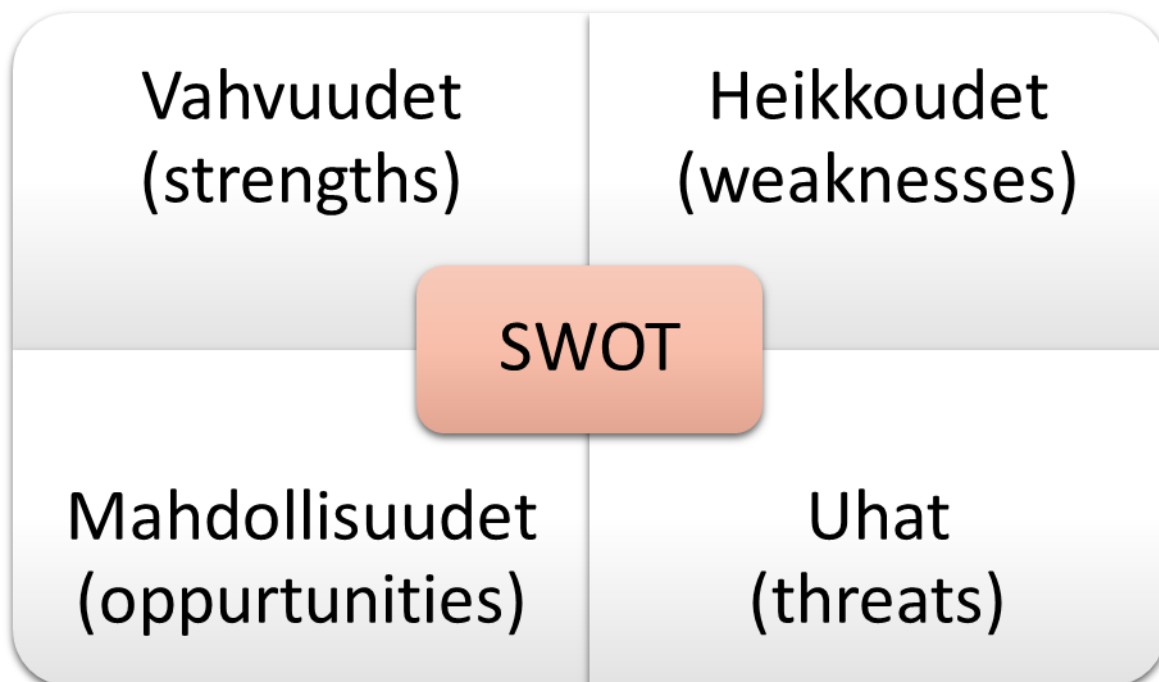 Vahvuudet
(strengths)
Heikkoudet
(weaknesses)
SWOT
Mahdollisuudet
(oppurtunities)
Uhat
(threats)